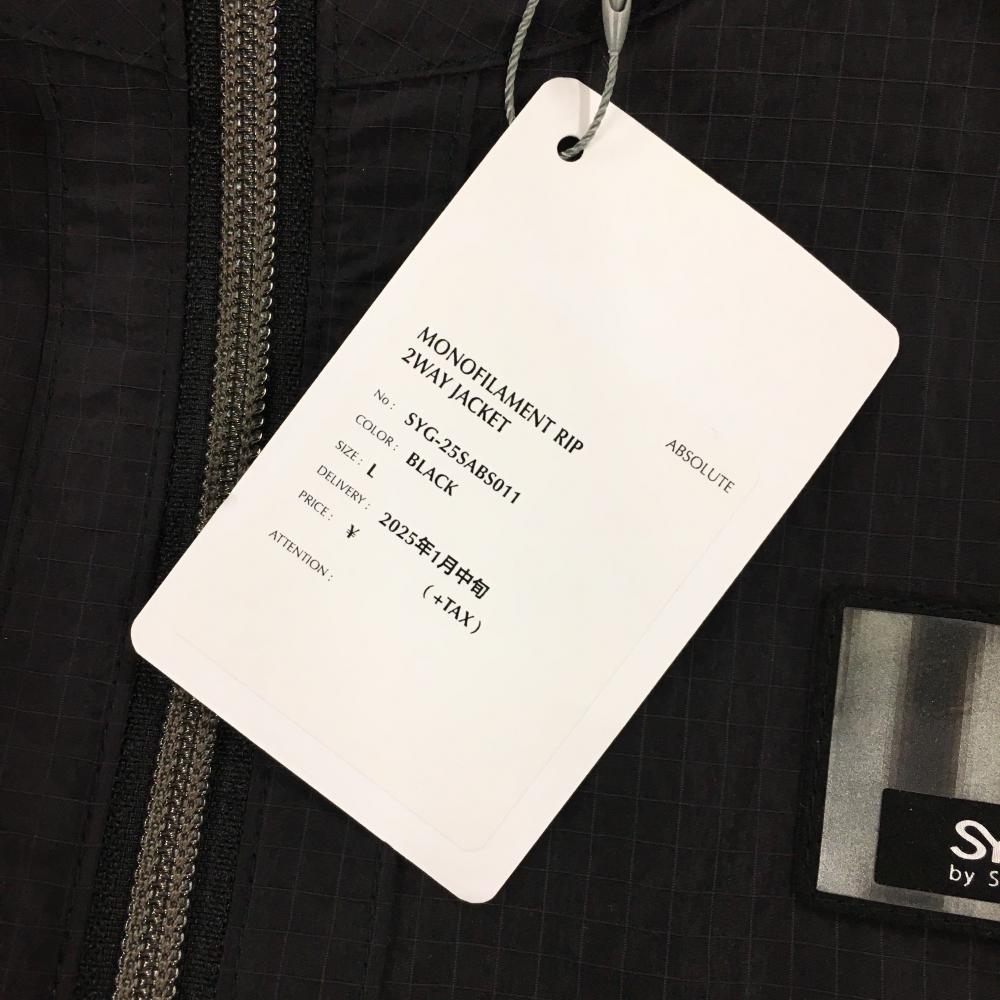 MONOFILAMENT RIP
2WAY JACKET
No: SYG-25SABS011
COLOR: BLACK
SIZE: L
DELIVERY: 2025年1月中旬
PRICE: ¥ (+TAX)
ATTENTION:
ABSOLUTE
SY
by S